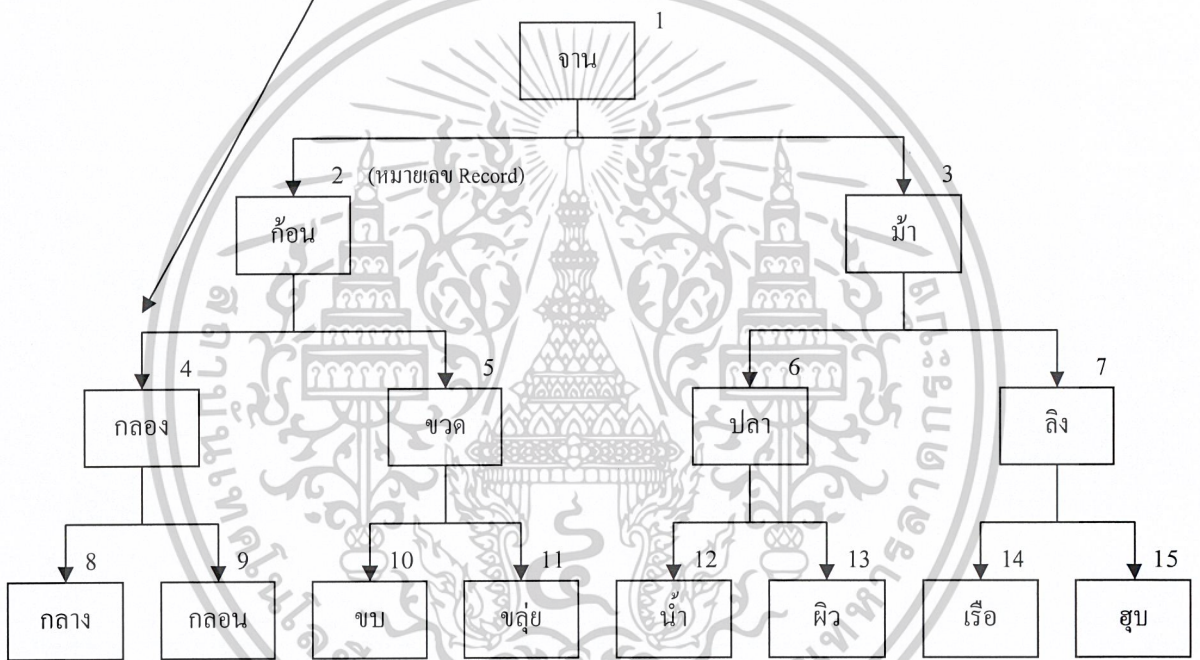 1
จาน
2 (หมายเลข Record) 3
ก้อน ม้า
4 5 6 7
กลอง ขวด ปลา ลิง
8 9 10 11 12 13 14 15
กลาง กลอน ขบ ขลุ่ย น้ำ ผิว เรือ ฮุบ